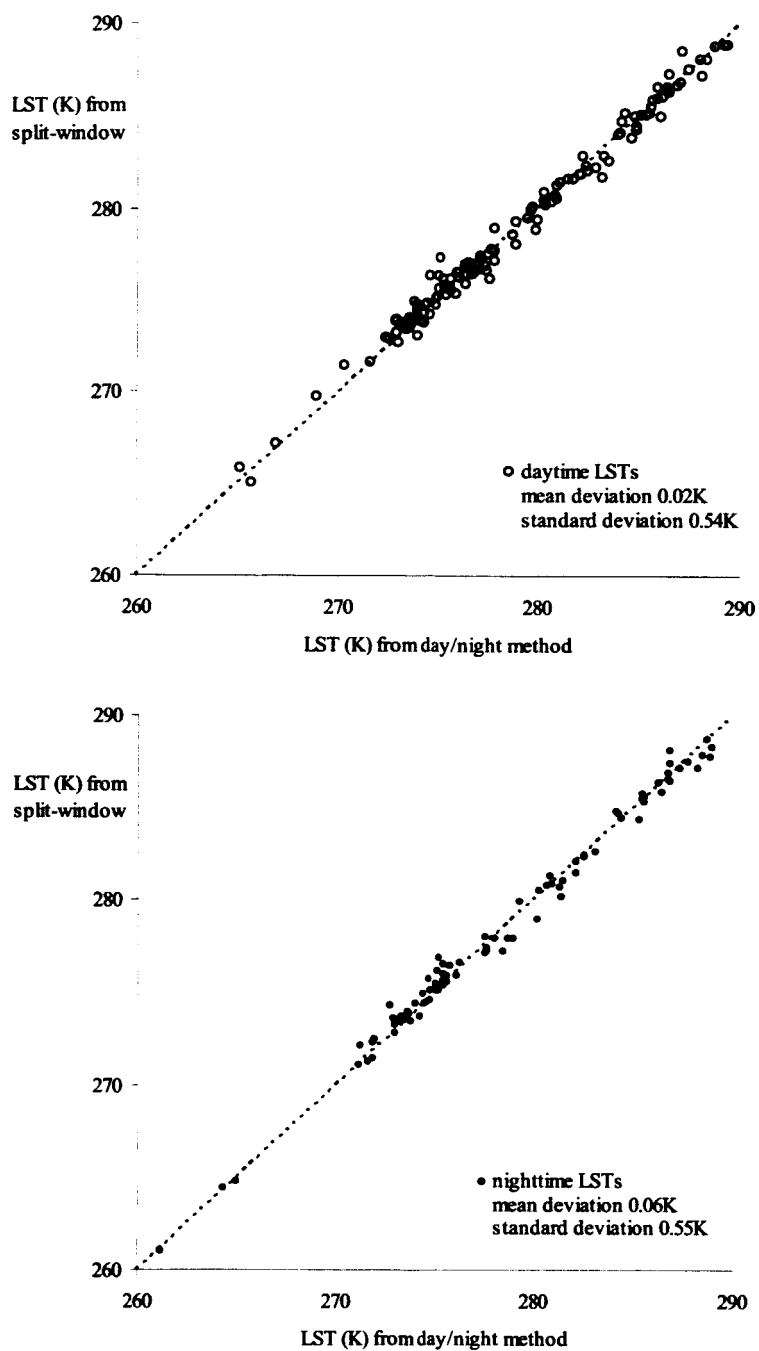 290
LST (K) from
split-window
280
270
daytime LSTs
mean deviation 0.02K
standard deviation 0.54K
260
260 270 280 290
LST (K) from day/night method
290
LST (K) from
split-window
280
270
nighttime LSTs
mean deviation 0.06K
standard deviation 0.55K
260
260 270 280 290
LST (K) from day/night method